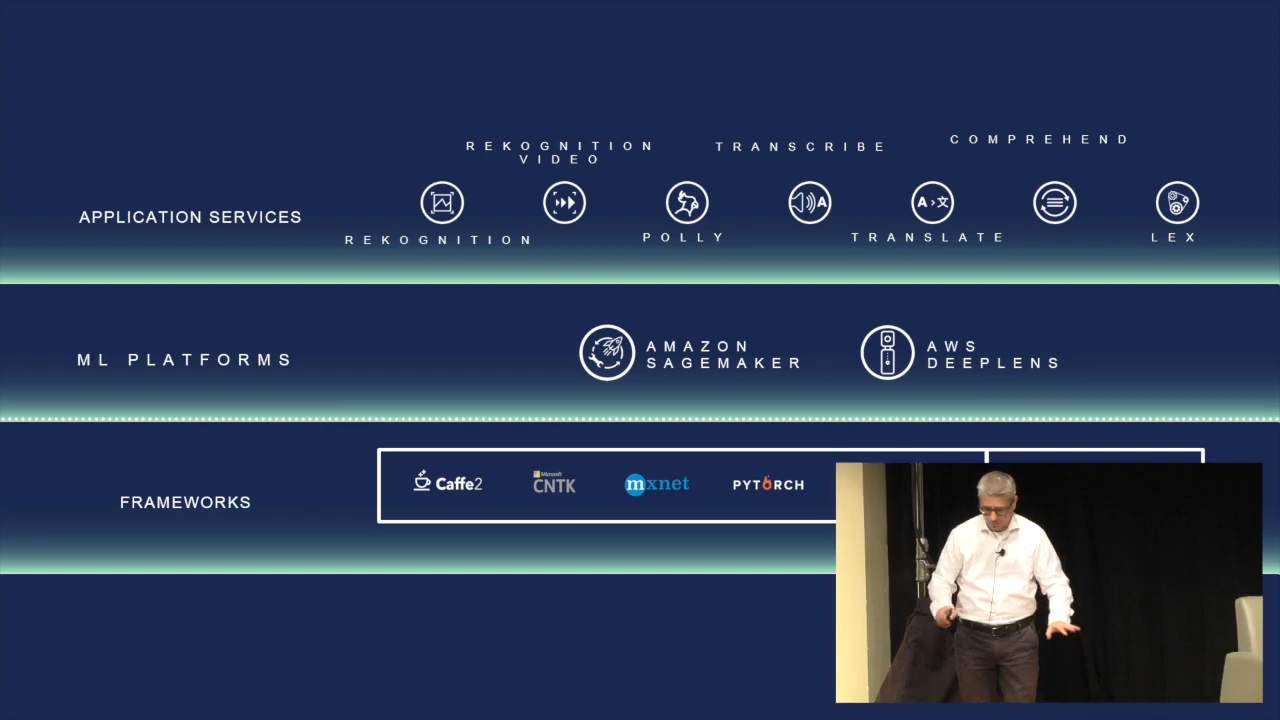 REKOGNITION
VIDEO
TRANSCRIBE
COMPREHEND
APPLICATION SERVICES
A
A›文
REKOGNITION
POLLY
TRANSLATE
LEX
ML PLATFORMS
AMAZON
SAGEMAKER
AWS
DEEPLENS
FRAMEWORKS
Caffe2
Microsoft
CNTK
mxnet
PYTORCH